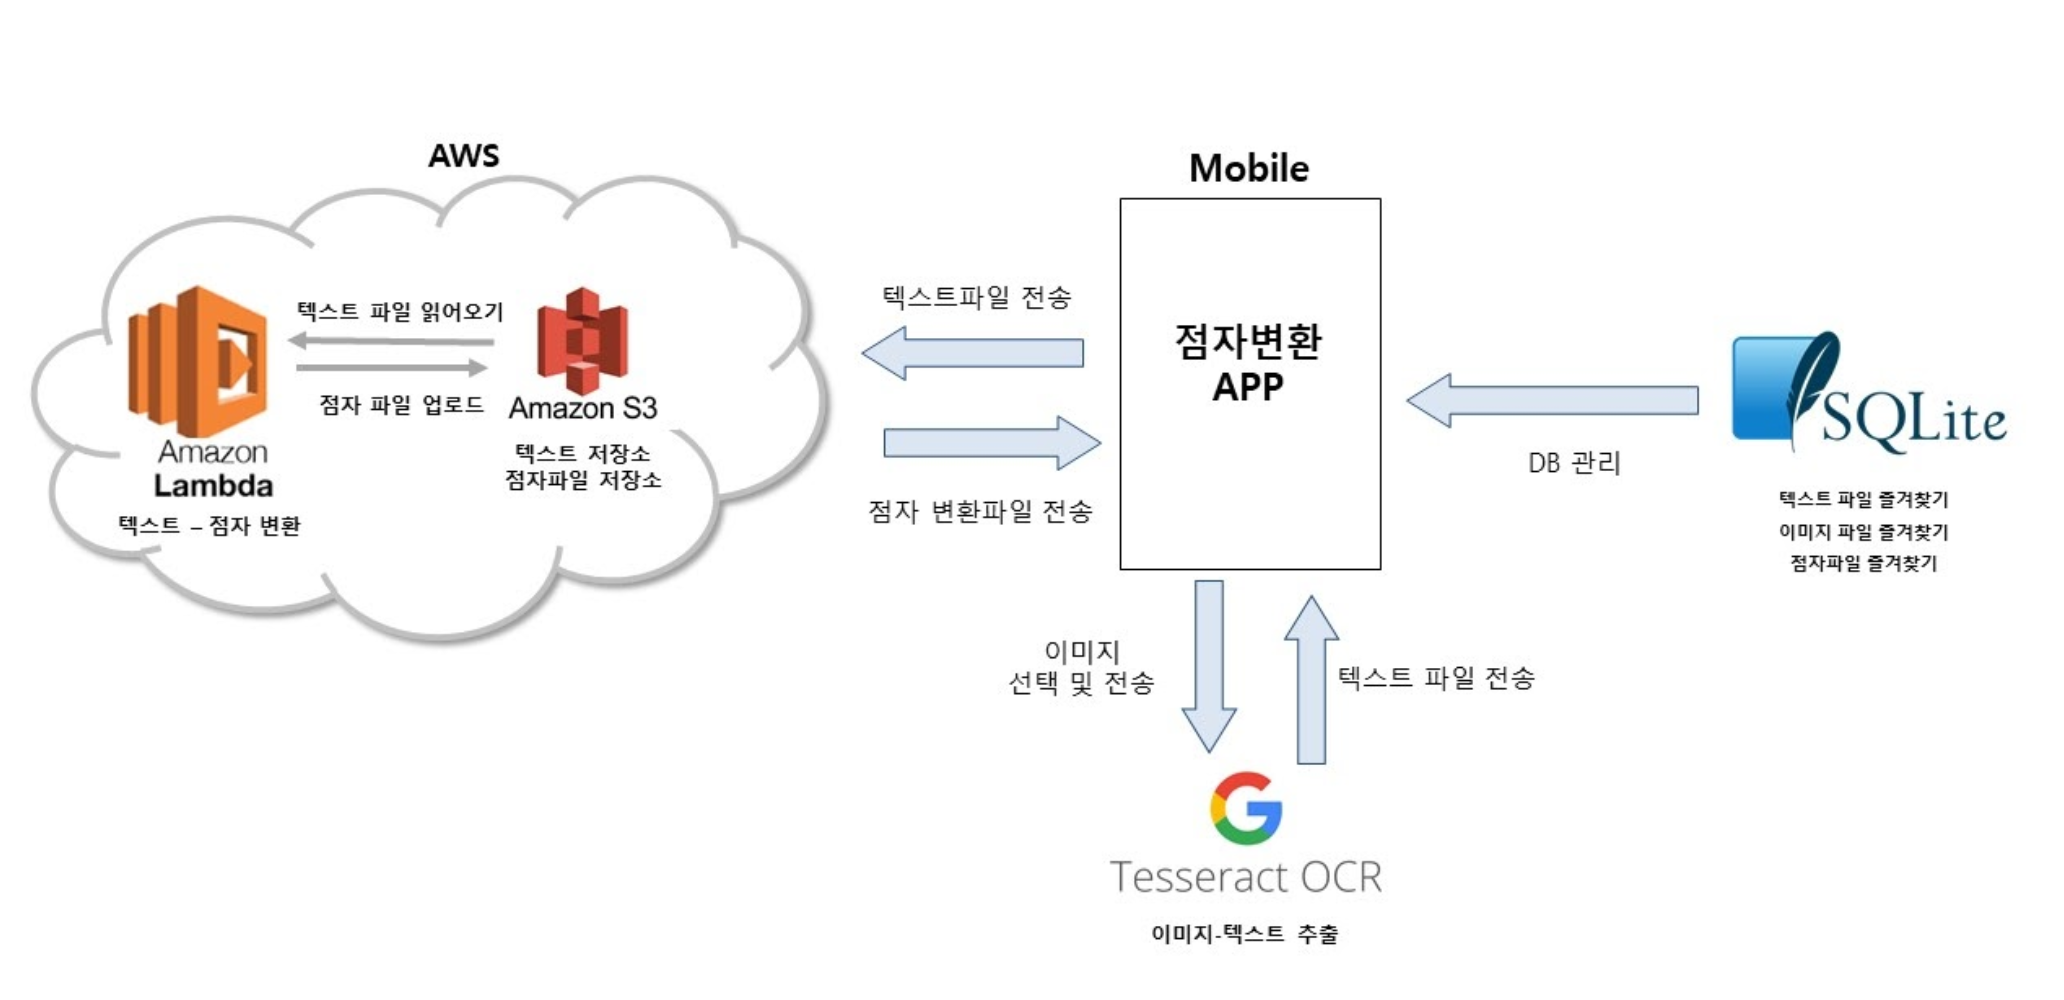 AWS
텍스트 파일 읽어오기
점자 파일 업로드
Amazon
Lambda
텍스트 – 점자 변환
Amazon S3
텍스트 저장소
점자파일 저장소
텍스트파일 전송
점자 변환파일 전송
Mobile
점자변환
APP
DB 관리
SQLite
텍스트 파일 즐겨찾기
이미지 파일 즐겨찾기
점자파일 즐겨찾기
이미지
선택 및 전송
텍스트 파일 전송
Tesseract OCR
이미지-텍스트 추출